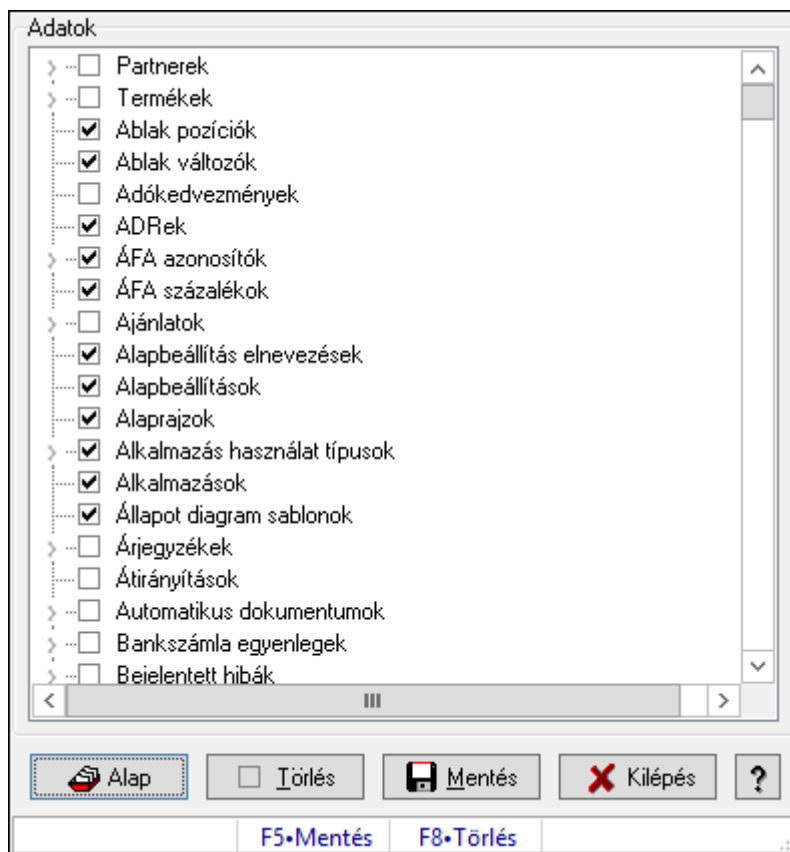 Adatok
Partnerek
Termékek
Ablak pozíciók
Ablak változók
Adókedvezmények
ADRek
ÁFA azonosítók
ÁFA százalékok
Ajánlatok
Alapbeállítás elnevezések
Alapbeállítások
Alaprajzok
Alkalmazás használat típusok
Alkalmazások
Állapot diagram sablonok
Árjegyzékek
Átirányítások
Automatikus dokumentumok
Bankszámla egyenlegek
Bejelentett hibák
Alap Törlés Mentés Kilépés ?
F5•Mentés F8•Törlés